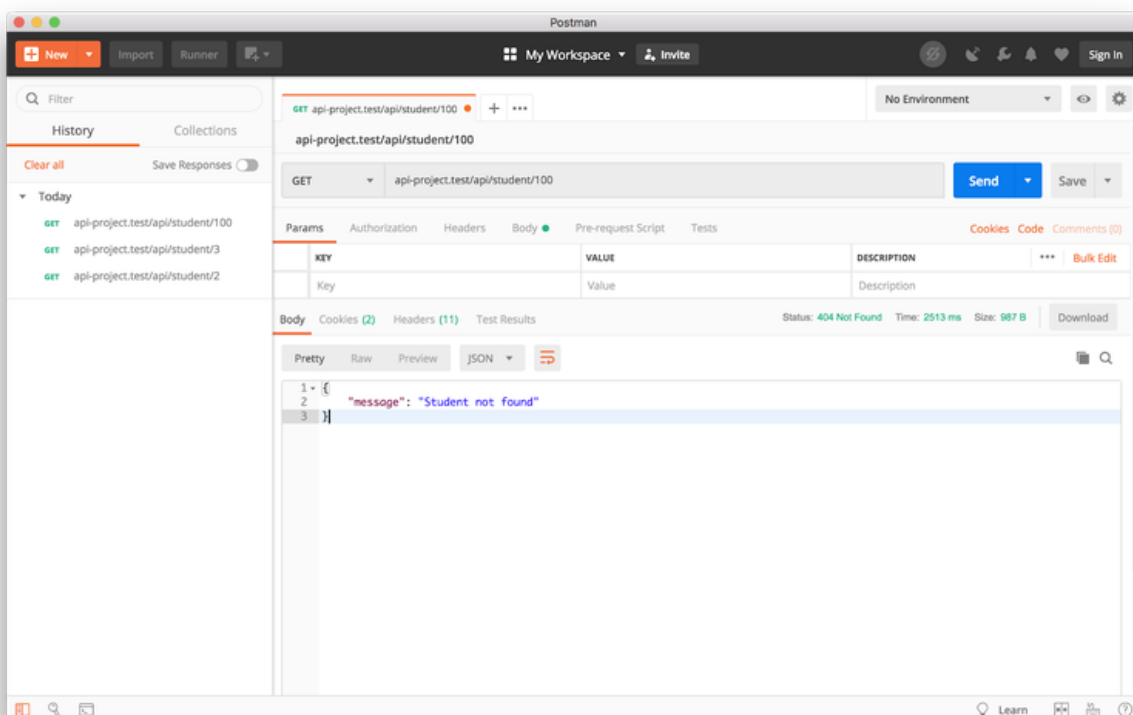 Postman
New Import Runner My Workspace Invite Sign In
Filter
History Collections
Clear all Save Responses
Today
GET api-project.test/api/student/100
GET api-project.test/api/student/3
GET api-project.test/api/student/2
GET api-project.test/api/student/100
No Environment
api-project.test/api/student/100
GET api-project.test/api/student/100 Send Save
Params Authorization Headers Body Pre-request Script Tests Cookies Code Comments (0)
KEY VALUE DESCRIPTION Bulk Edit
Key Value Description
Body Cookies (2) Headers (11) Test Results Status: 404 Not Found Time: 2513 ms Size: 987 B Download
Pretty Raw Preview JSON
1 {
2 "message": "Student not found"
3 }
Learn